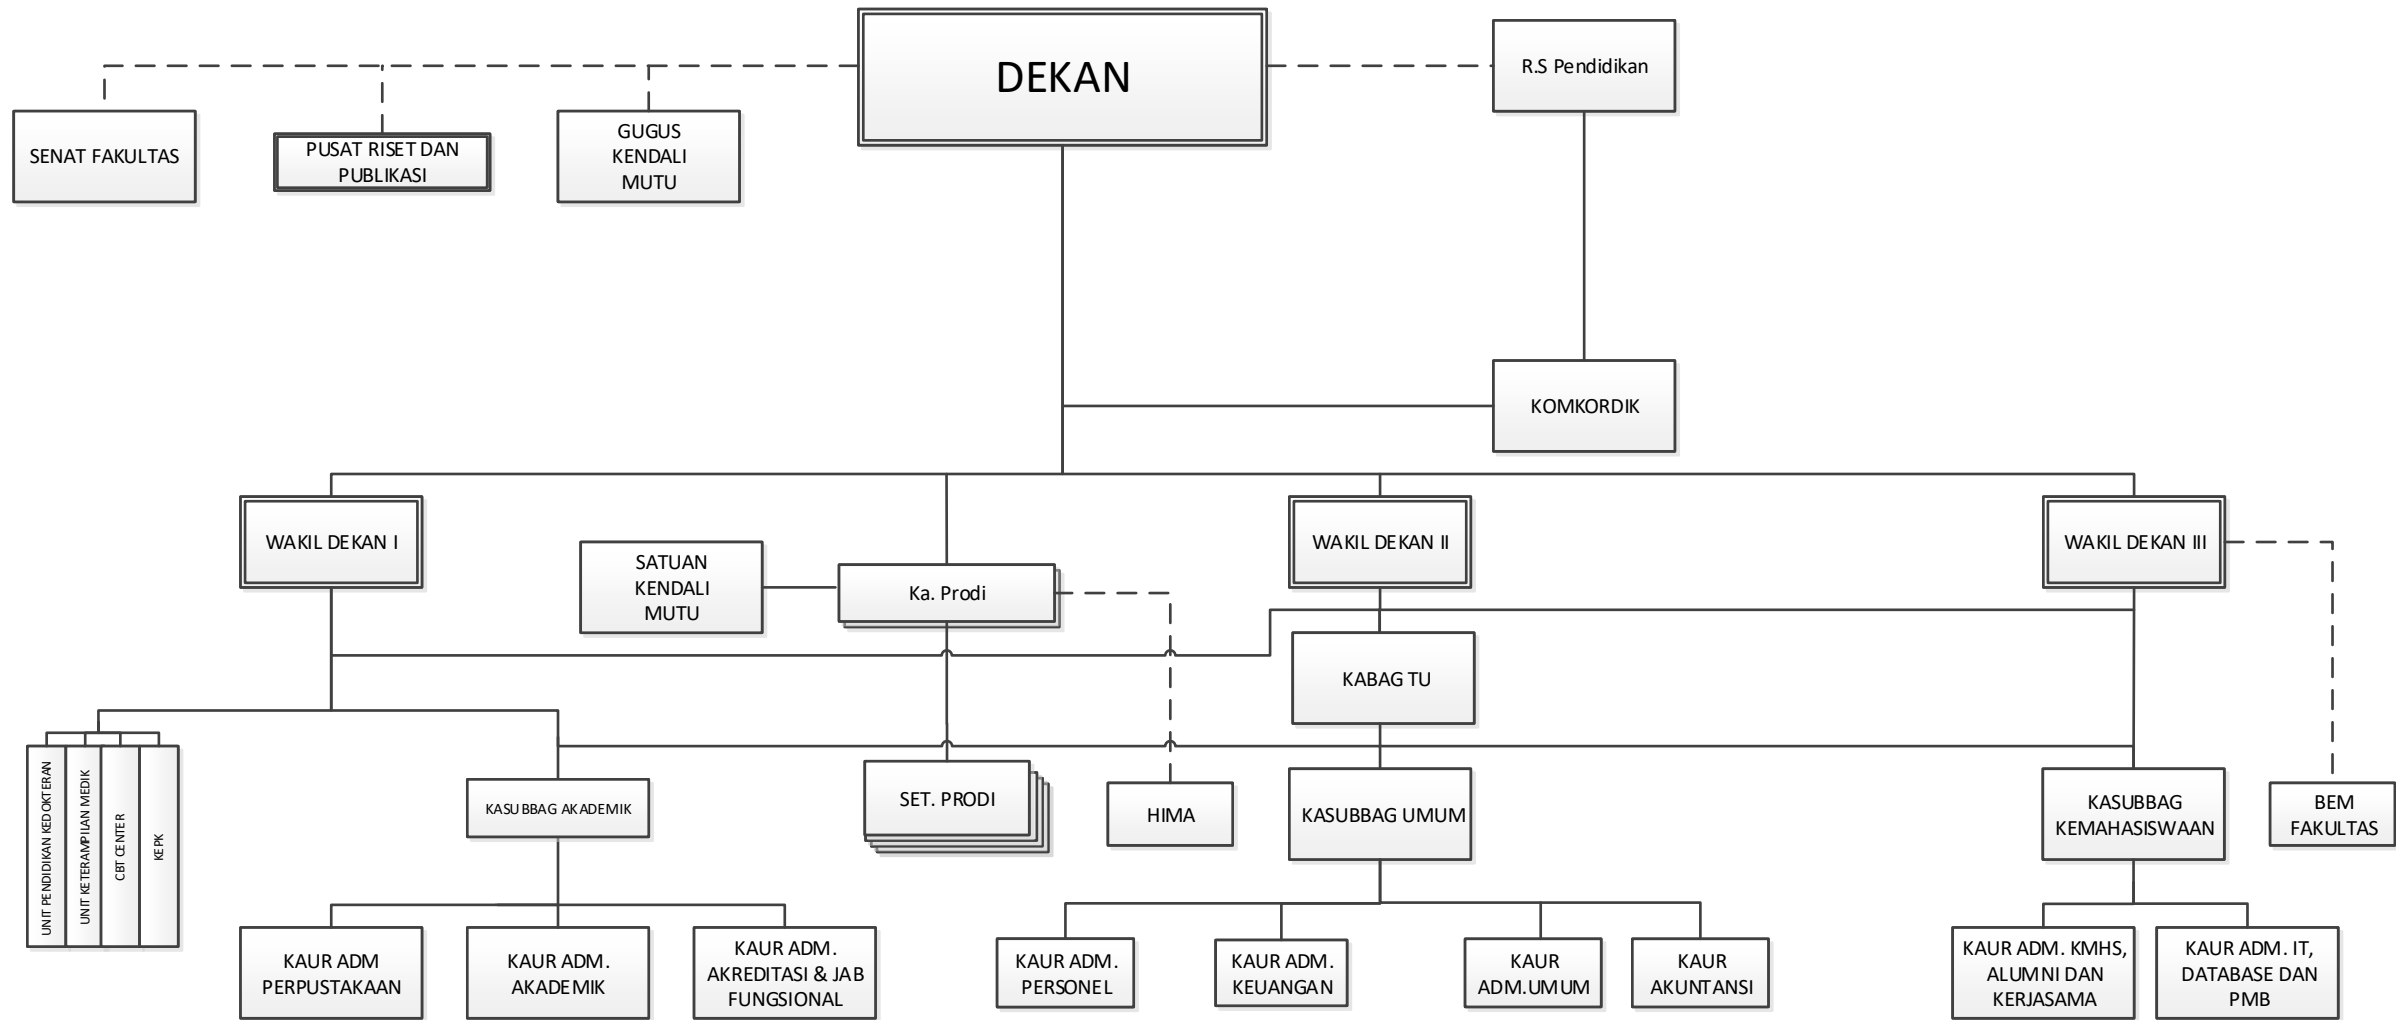 DEKAN
R.S Pendidikan
SENAT FAKULTAS
PUSAT RISET DAN
PUBLIKASI
GUGUS
KENDALI
MUTU
KOMKORDIK
WAKIL DEKAN I
SATUAN
KENDALI
MUTU
Ka. Prodi
WAKIL DEKAN II
WAKIL DEKAN III
KABAG TU
UNIT PENDIDIKAN KEDOKTERAN
UNIT KETERAMPILAN MEDIK
CBT CENTER
KEPK
KASUBBAG AKADEMIK
SET. PRODI
HIMA
KASUBBAG UMUM
KASUBBAG
KEMAHASISWAAN
BEM
FAKULTAS
KAUR ADM
PERPUSTAKAAN
KAUR ADM.
AKADEMIK
KAUR ADM.
AKREDITASI & JAB
FUNGSIONAL
KAUR ADM.
PERSONEL
KAUR ADM.
KEUANGAN
KAUR
ADM.UMUM
KAUR
AKUNTANSI
KAUR ADM. KMHS,
ALUMNI DAN
KERJASAMA
KAUR ADM. IT,
DATABASE DAN
PMB